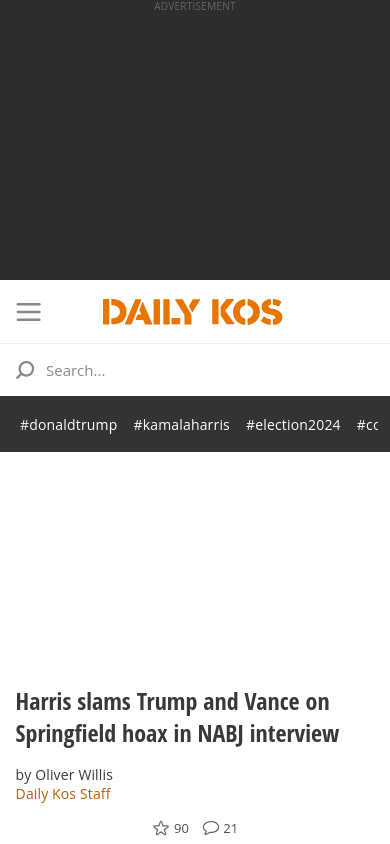 ADVERTISEMENT
DAILY KOS
Search...
#donaldtrump #kamalaharris #election2024
Harris slams Trump and Vance on
Springfield hoax in NABJ interview
by Oliver Willis
Daily Kos Staff
90 21